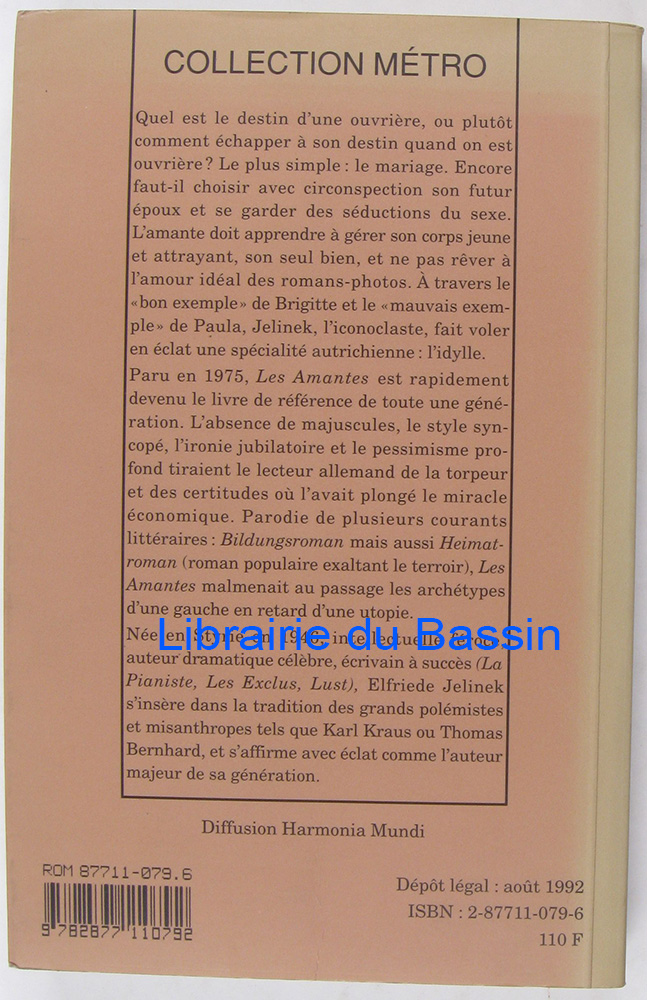 COLLECTION MÉTRO
Quel est le destin d'une ouvrière, ou plutôt
comment échapper à son destin quand on est
ouvrière ? Le plus simple : le mariage. Encore
faut-il choisir avec circonspection son futur
époux et se garder des séductions du sexe.
L'amante doit apprendre à gérer son corps jeune
et attrayant, son seul bien, et ne pas rêver à
l'amour idéal des romans-photos. À travers le
«bon exemple» de Brigitte et le «mauvais exem-
ple» de Paula, Jelinek, l'iconoclaste, fait voler
en éclat une spécialité autrichienne : l'idylle.
Paru en 1975, Les Amantes est rapidement
devenu le livre de référence de toute une géné-
ration. L'absence de majuscules, le style syn-
copé, l'ironie jubilatoire et le pessimisme pro-
fond tiraient le lecteur allemand de la torpeur
et des certitudes où l'avait plongé le miracle
économique. Parodie de plusieurs courants
littéraires : Bildungsroman mais aussi Heimat-
roman (roman populaire exaltant le terroir), Les
Amantes malmenait au passage les archétypes
d'une gauche en retard d'une utopie.
Librairie du Bassin
Née en Styrie en 1946, intellectuelle
auteur dramatique célèbre, écrivain à succès (La
Pianiste, Les Exclus, Lust), Elfriede Jelinek
s'insère dans la tradition des grands polémistes
et misanthropes tels que Karl Kraus ou Thomas
Bernhard, et s'affirme avec éclat comme l'auteur
majeur de sa génération.
Diffusion Harmonia Mundi
ROM 87711-079.6
9 782877 110792
Dépôt légal : août 1992
ISBN : 2-87711-079-6
110 F